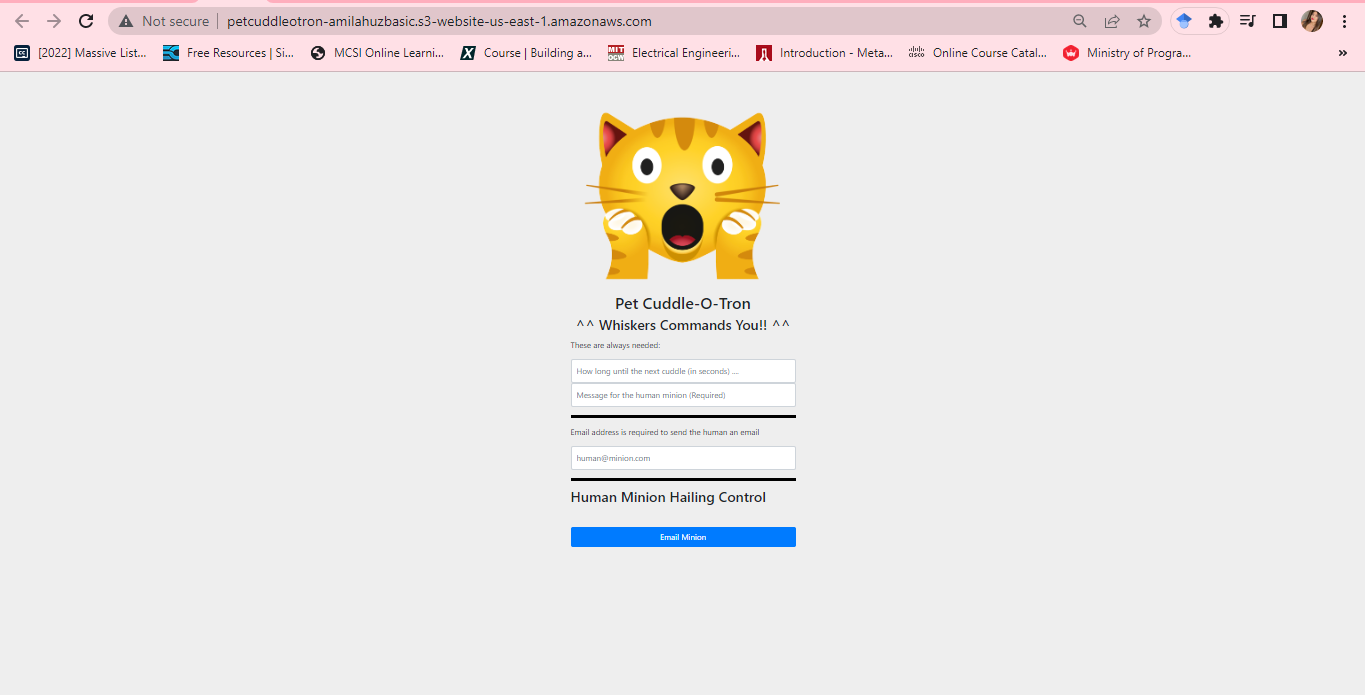 Not secure petcuddleotron-amilahuzbasic.s3-website-us-east-1.amazonaws.com
[2022] Massive List... Free Resources | Si... MCSI Online Learni... Course | Building a... MIT OCW Electrical Engineeri... Introduction - Meta... cisco Online Course Catal... Ministry of Progra... »
Pet Cuddle-O-Tron
^^ Whiskers Commands You!! ^^
These are always needed:
How long until the next cuddle (in seconds) ....
Message for the human minion (Required)
Email address is required to send the human an email
human@minion.com
Human Minion Hailing Control
Email Minion